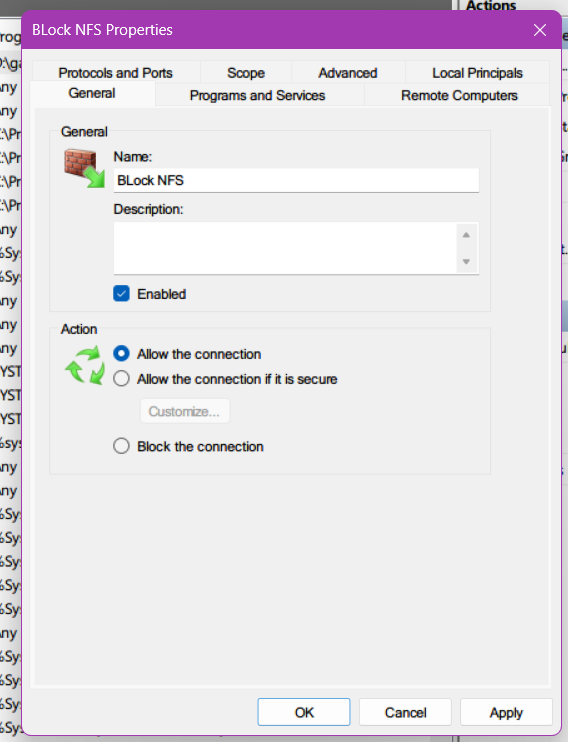 Actions
BLock NFS Properties
Protocols and Ports
Scope
Advanced
Local Principals
General
Programs and Services
Remote Computers
General
Name:
BLock NFS
Description:
Enabled
Action
Allow the connection
Allow the connection if it is secure
Customize...
Block the connection
OK
Cancel
Apply